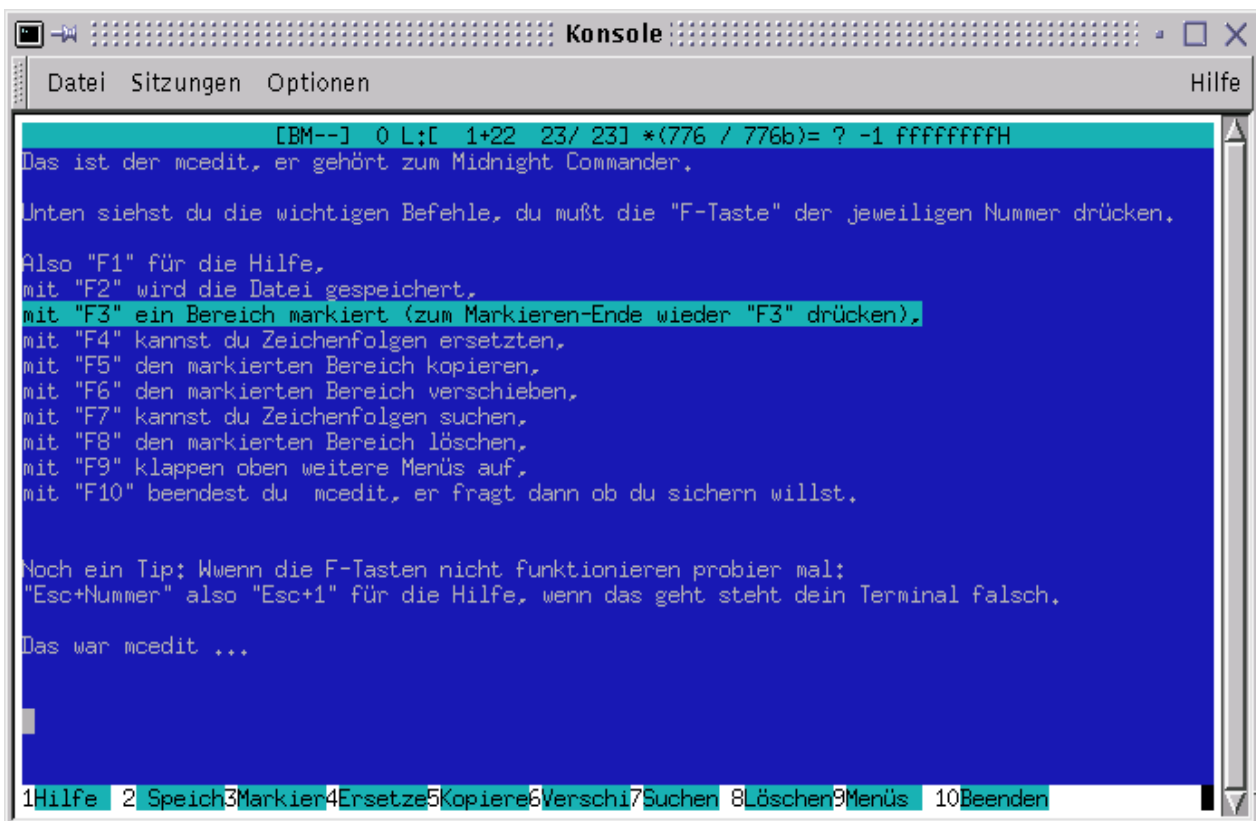 Konsole
Datei Sitzungen Optionen Hilfe
[BM--] 0 L:[ 1+22 23/ 23] *(776 / 776b)= ? -1 ffffffffH
Das ist der mcedit, er gehört zum Midnight Commander.
Unten siehst du die wichtigen Befehle, du mußt die "F-Taste" der jeweiligen Nummer drücken.
Also "F1" für die Hilfe,
mit "F2" wird die Datei gespeichert,
mit "F3" ein Bereich markiert (zum Markieren-Ende wieder "F3" drücken),
mit "F4" kannst du Zeichenfolgen ersetzten,
mit "F5" den markierten Bereich kopieren,
mit "F6" den markierten Bereich verschieben,
mit "F7" kannst du Zeichenfolgen suchen,
mit "F8" den markierten Bereich löschen,
mit "F9" klappen oben weitere Menüs auf,
mit "F10" beendest du  mcedit, er fragt dann ob du sichern willst.
Noch ein Tip: Wwenn die F-Tasten nicht funktionieren probier mal:
"Esc+Nummer" also "Esc+1" für die Hilfe, wenn das geht steht dein Terminal falsch.
Das war mcedit ...
1Hilfe 2 Speich3Markier4Ersetze5Kopiere6Verschi7Suchen 8Löschen9Menüs 10Beenden